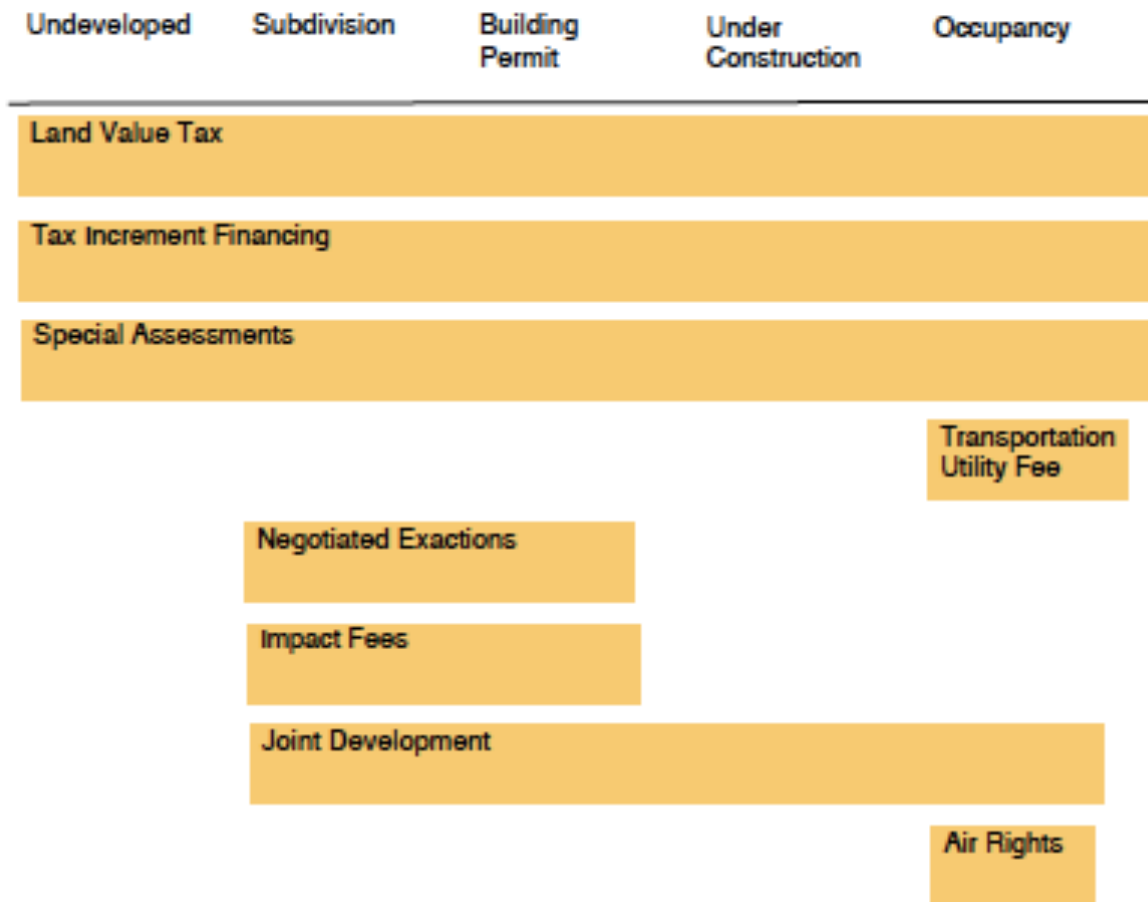 Undeveloped
Subdivision
Building
Permit
Under
Construction
Occupancy
Land Value Tax
Tax Increment Financing
Special Assessments
Transportation
Utility Fee
Negotiated Exactions
Impact Fees
Joint Development
Air Rights